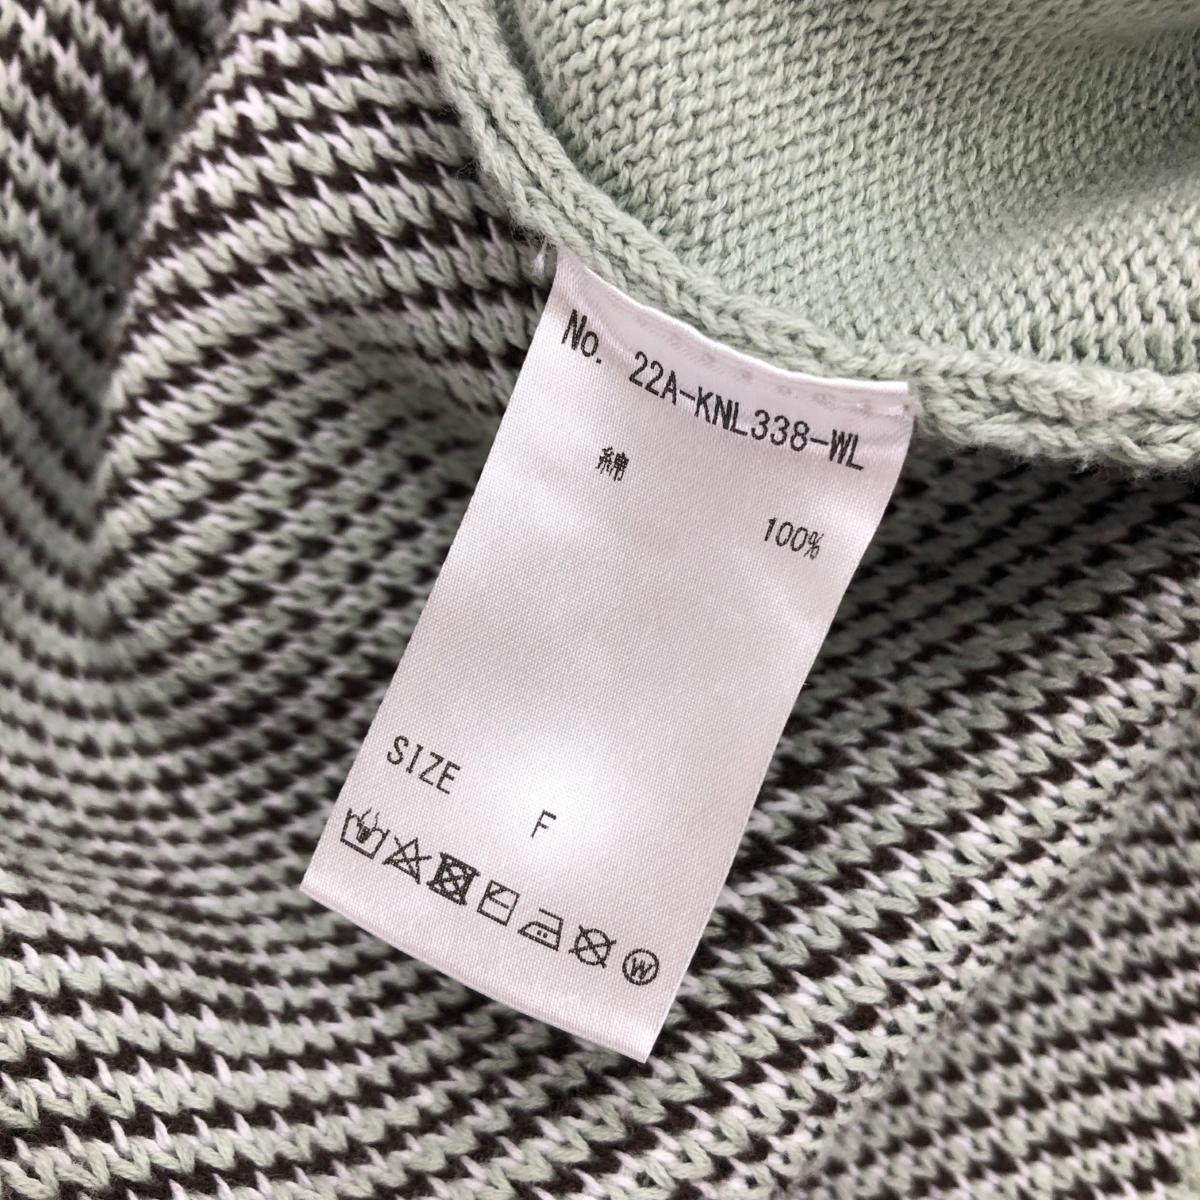 No. 22A-KNL338-WL
綿
100%
SIZE
F
W